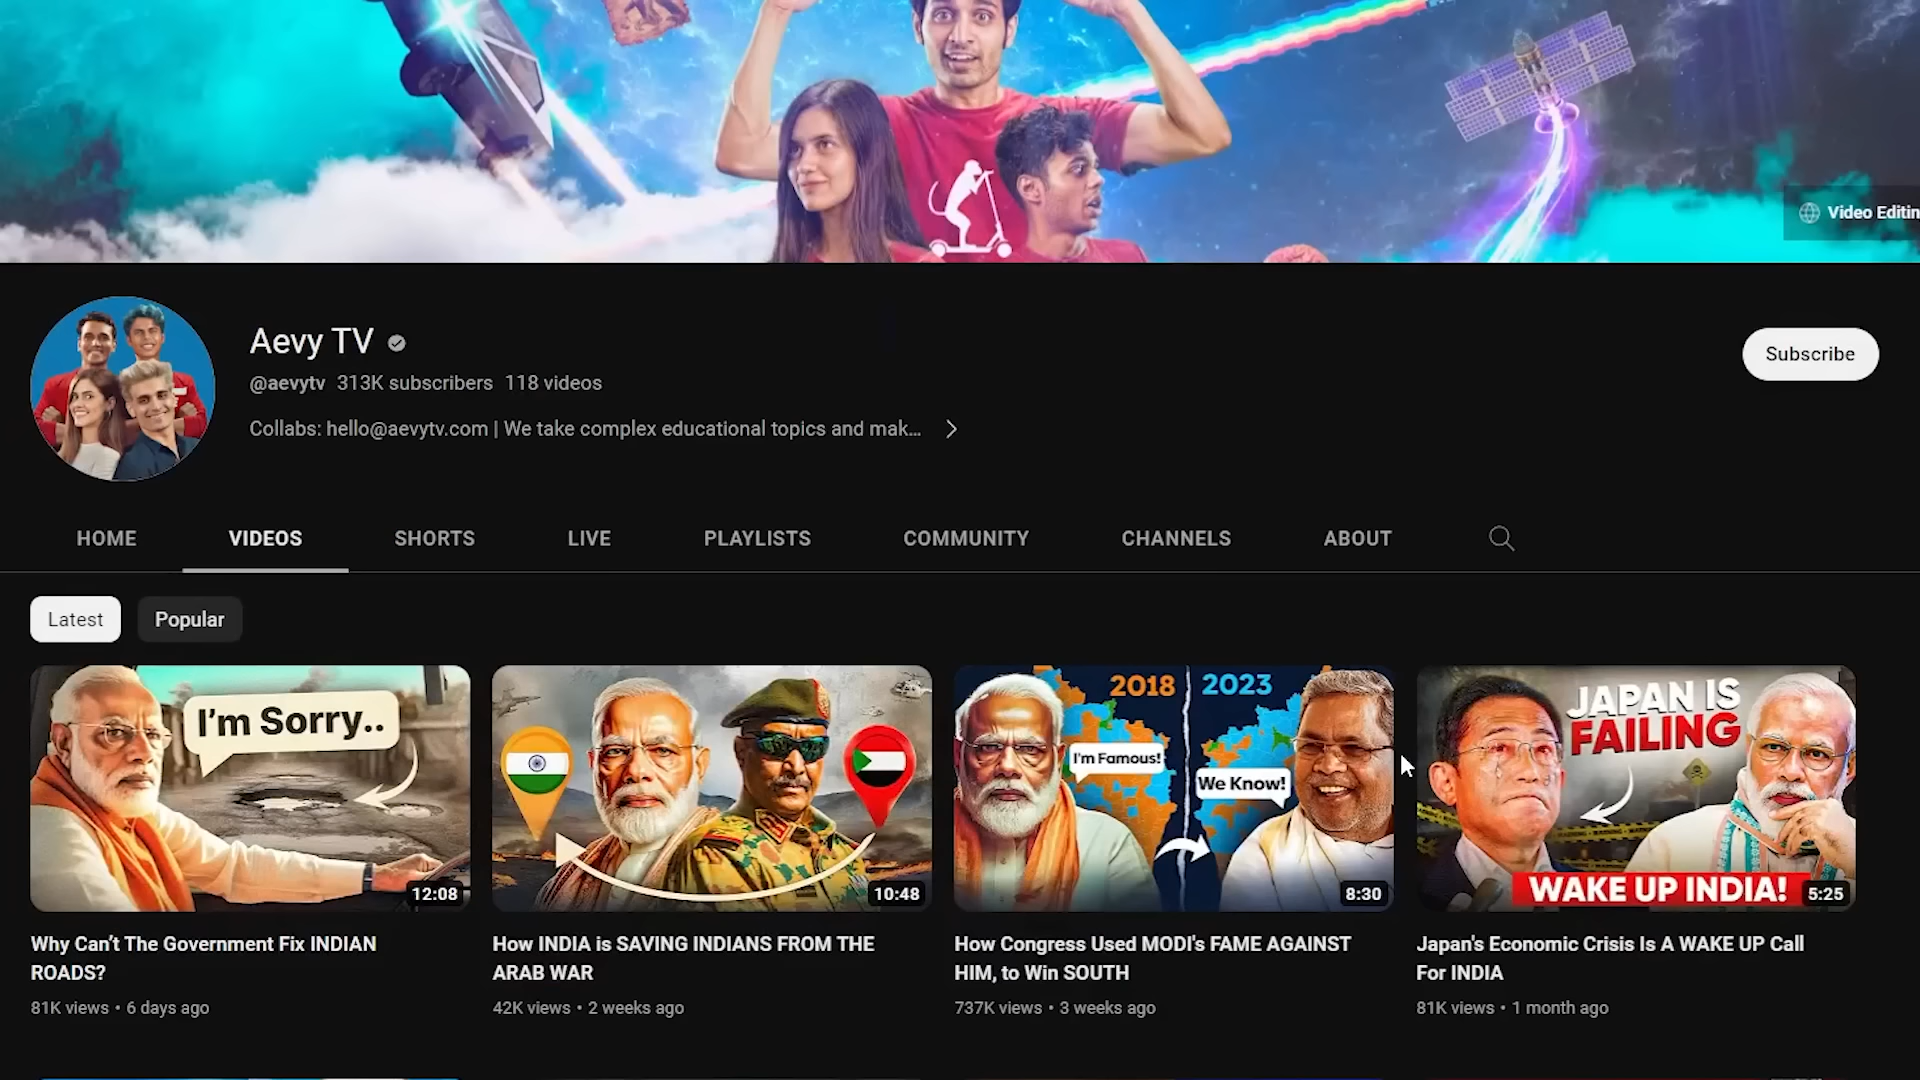 Video Editin
Aevy TV
@aevytv 313K subscribers 118 videos
Collabs: hello@aevytv.com | We take complex educational topics and mak...
Subscribe
HOME VIDEOS SHORTS LIVE PLAYLISTS COMMUNITY CHANNELS ABOUT
Latest Popular
I'm Sorry..
12:08
10:48
2018 2023
I'm Famous!
We Know!
8:30
JAPAN IS
FAILING
WAKE UP INDIA!
5:25
Why Can't The Government Fix INDIAN
ROADS?
81K views • 6 days ago
How INDIA is SAVING INDIANS FROM THE
ARAB WAR
42K views • 2 weeks ago
How Congress Used MODI's FAME AGAINST
HIM, to Win SOUTH
737K views • 3 weeks ago
Japan's Economic Crisis Is A WAKE UP Call
For INDIA
81K views • 1 month ago